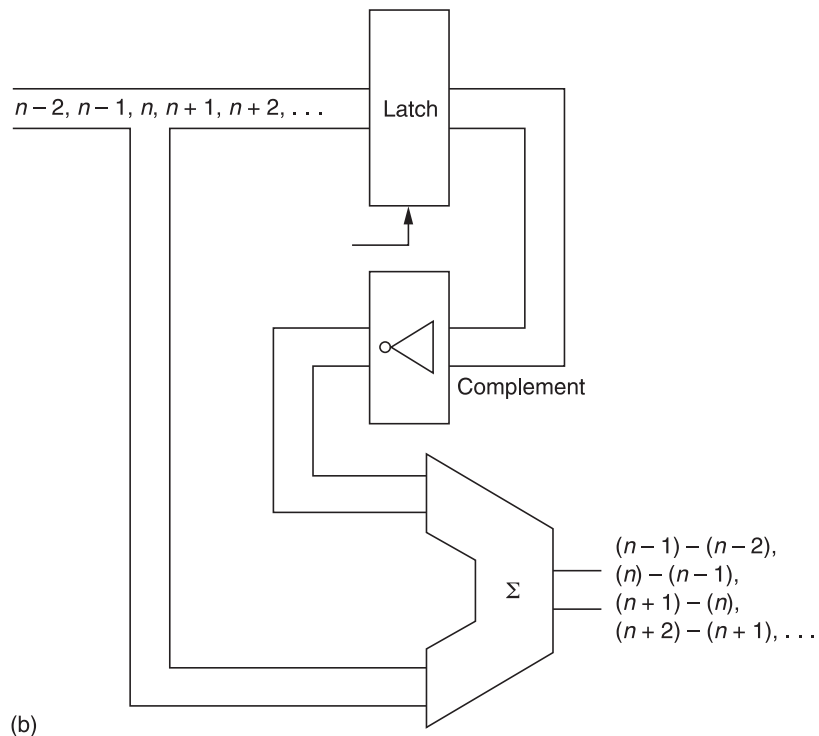 n – 2, n – 1, n, n + 1, n + 2, . . .
Latch
Complement
Σ
(n – 1) – (n – 2),
(n) – (n – 1),
(n + 1) – (n),
(n + 2) – (n + 1), . . .
(b)